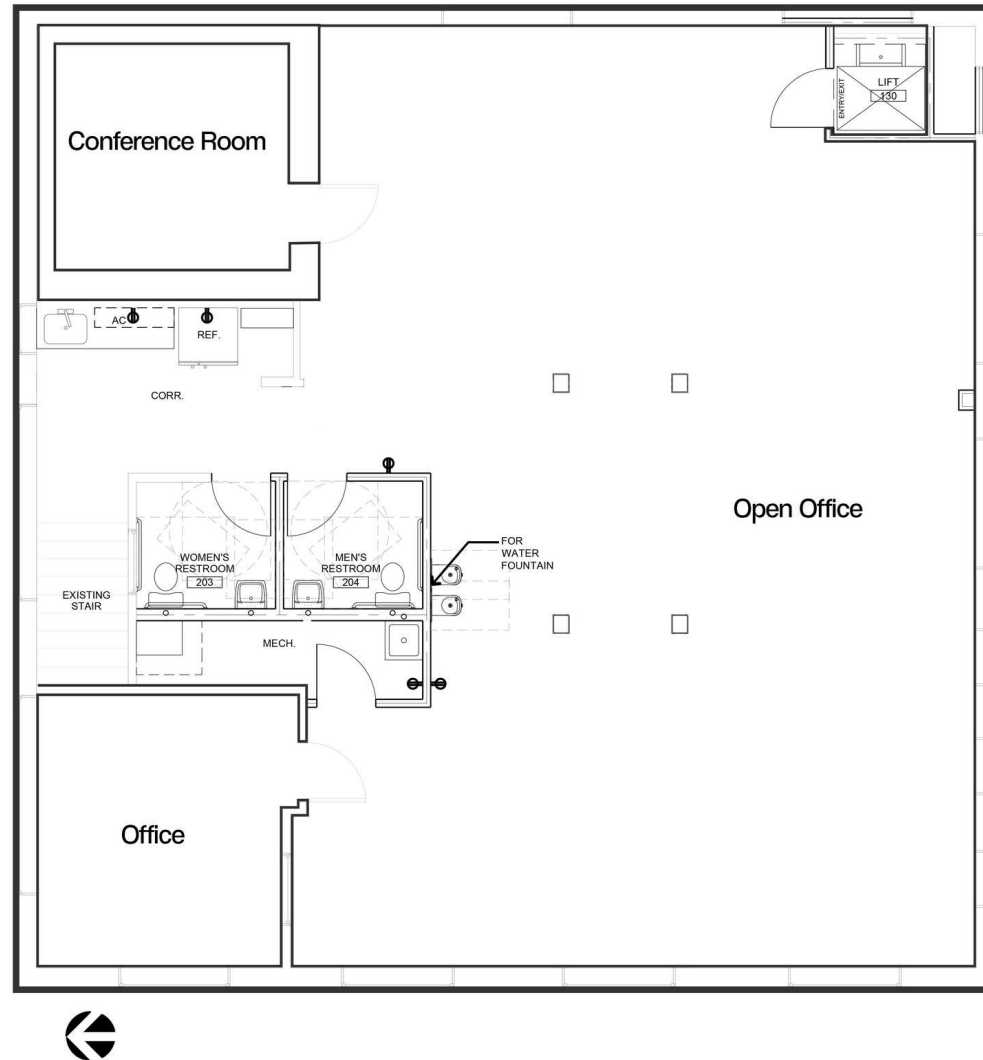 LIFT
130
ENTRY/EXIT
Conference Room
AC
REF.
CORR.
Open Office
FOR
WATER
FOUNTAIN
WOMEN'S
RESTROOM
203
MEN'S
RESTROOM
204
EXISTING
STAIR
MECH.
Office